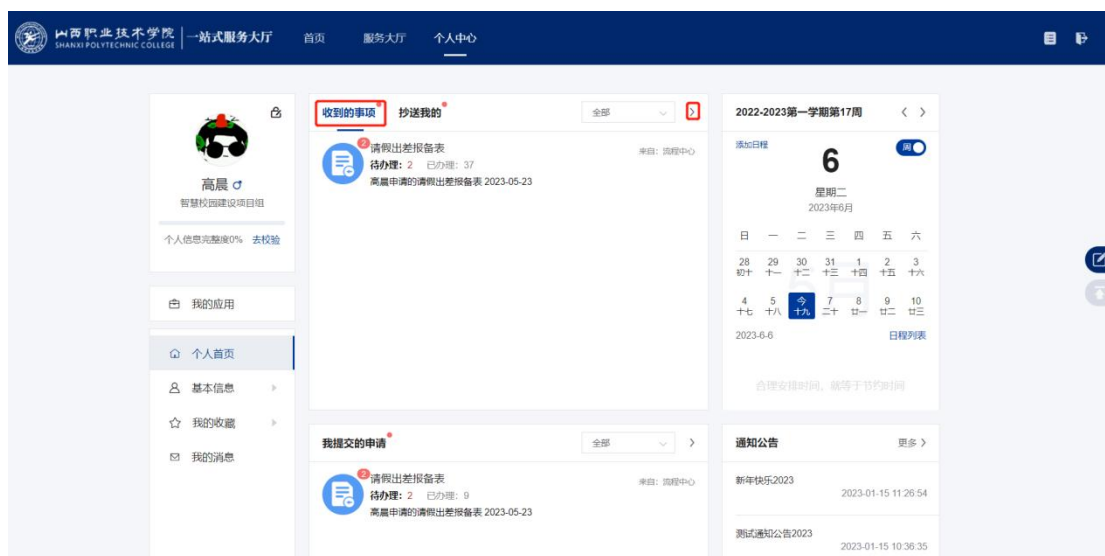 山西职业技术学院
SHANXI POLYTECHNIC COLLEGE
一站式服务大厅
首页 服务大厅 个人中心
高晨
智慧校园建设项目组
个人信息完整度0% 去校验
我的应用
个人首页
基本信息
我的收藏
我的消息
收到的事项 抄送我的 全部
2 请假出差报备表 来自: 流程中心
待办理: 2 已办理: 37
高晨申请的请假出差报备表 2023-05-23
我提交的申请 全部
2 请假出差报备表 来自: 流程中心
待办理: 2 已办理: 9
高晨申请的请假出差报备表 2023-05-23
2022-2023第一学期第17周
添加日程 周
6
星期二
2023年6月
日 一 二 三 四 五 六
28 29 30 31 1 2 3
初十 十一 十二 十三 十四 十五 十六
4 5 今 7 8 9 10
十七 十八 十九 二十 廿一 廿二 廿三
2023-6-6 日程列表
合理安排时间，就等于节约时间
通知公告 更多
新年快乐2023
2023-01-15 11:26:54
测试通知公告2023
2023-01-15 10:36:35